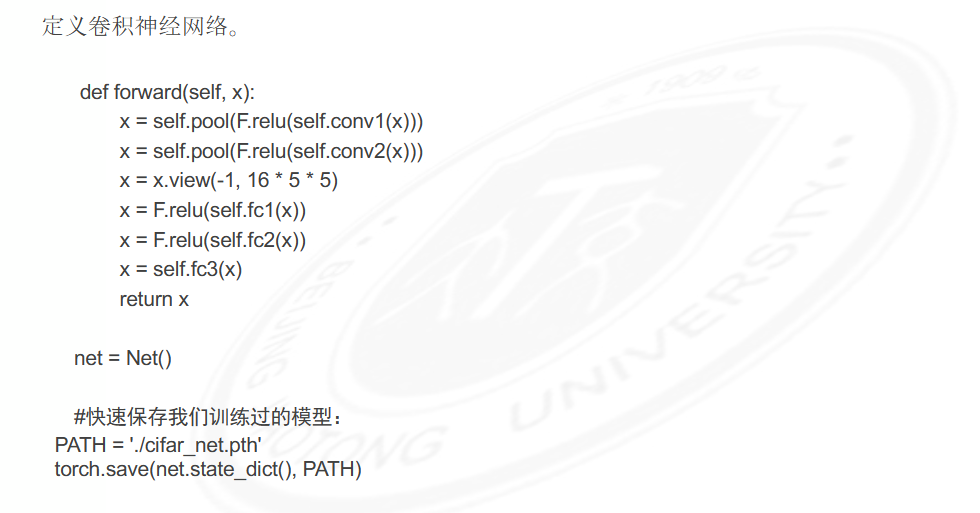 定义卷积神经网络。
def forward(self, x):
x = self.pool(F.relu(self.conv1(x)))
x = self.pool(F.relu(self.conv2(x)))
x = x.view(-1, 16 * 5 * 5)
x = F.relu(self.fc1(x))
x = F.relu(self.fc2(x))
x = self.fc3(x)
return x
net = Net()
#快速保存我们训练过的模型：
PATH = './cifar_net.pth'
torch.save(net.state_dict(), PATH)
1909
BEIJING JIAOTONG UNIVERSITY